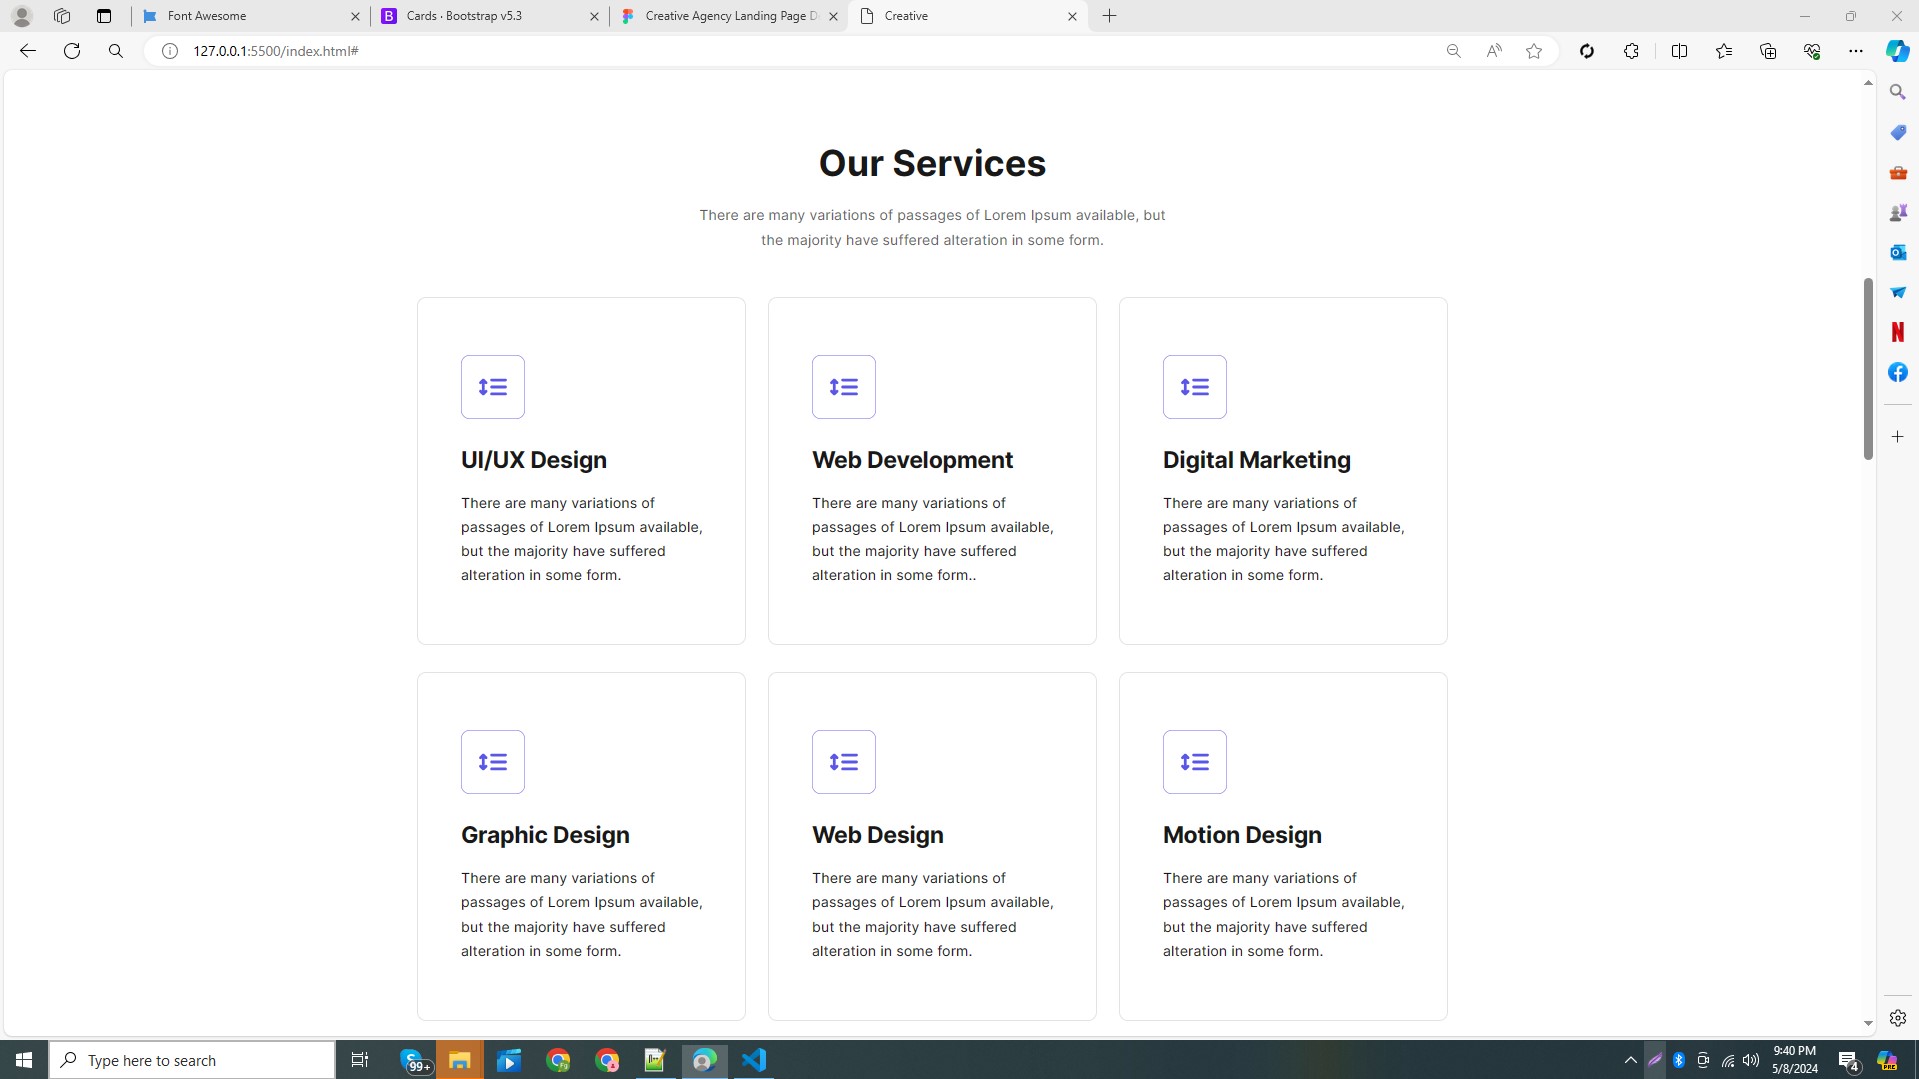 Font Awesome
Cards · Bootstrap v5.3
Creative Agency Landing Page D
Creative
127.0.0.1:5500/index.html#
Our Services
There are many variations of passages of Lorem Ipsum available, but
the majority have suffered alteration in some form.
UI/UX Design
There are many variations of
passages of Lorem Ipsum available,
but the majority have suffered
alteration in some form.
Web Development
There are many variations of
passages of Lorem Ipsum available,
but the majority have suffered
alteration in some form..
Digital Marketing
There are many variations of
passages of Lorem Ipsum available,
but the majority have suffered
alteration in some form.
Graphic Design
There are many variations of
passages of Lorem Ipsum available,
but the majority have suffered
alteration in some form.
Web Design
There are many variations of
passages of Lorem Ipsum available,
but the majority have suffered
alteration in some form.
Motion Design
There are many variations of
passages of Lorem Ipsum available,
but the majority have suffered
alteration in some form.
Type here to search
99+
9:40 PM
5/8/2024
4
PRE